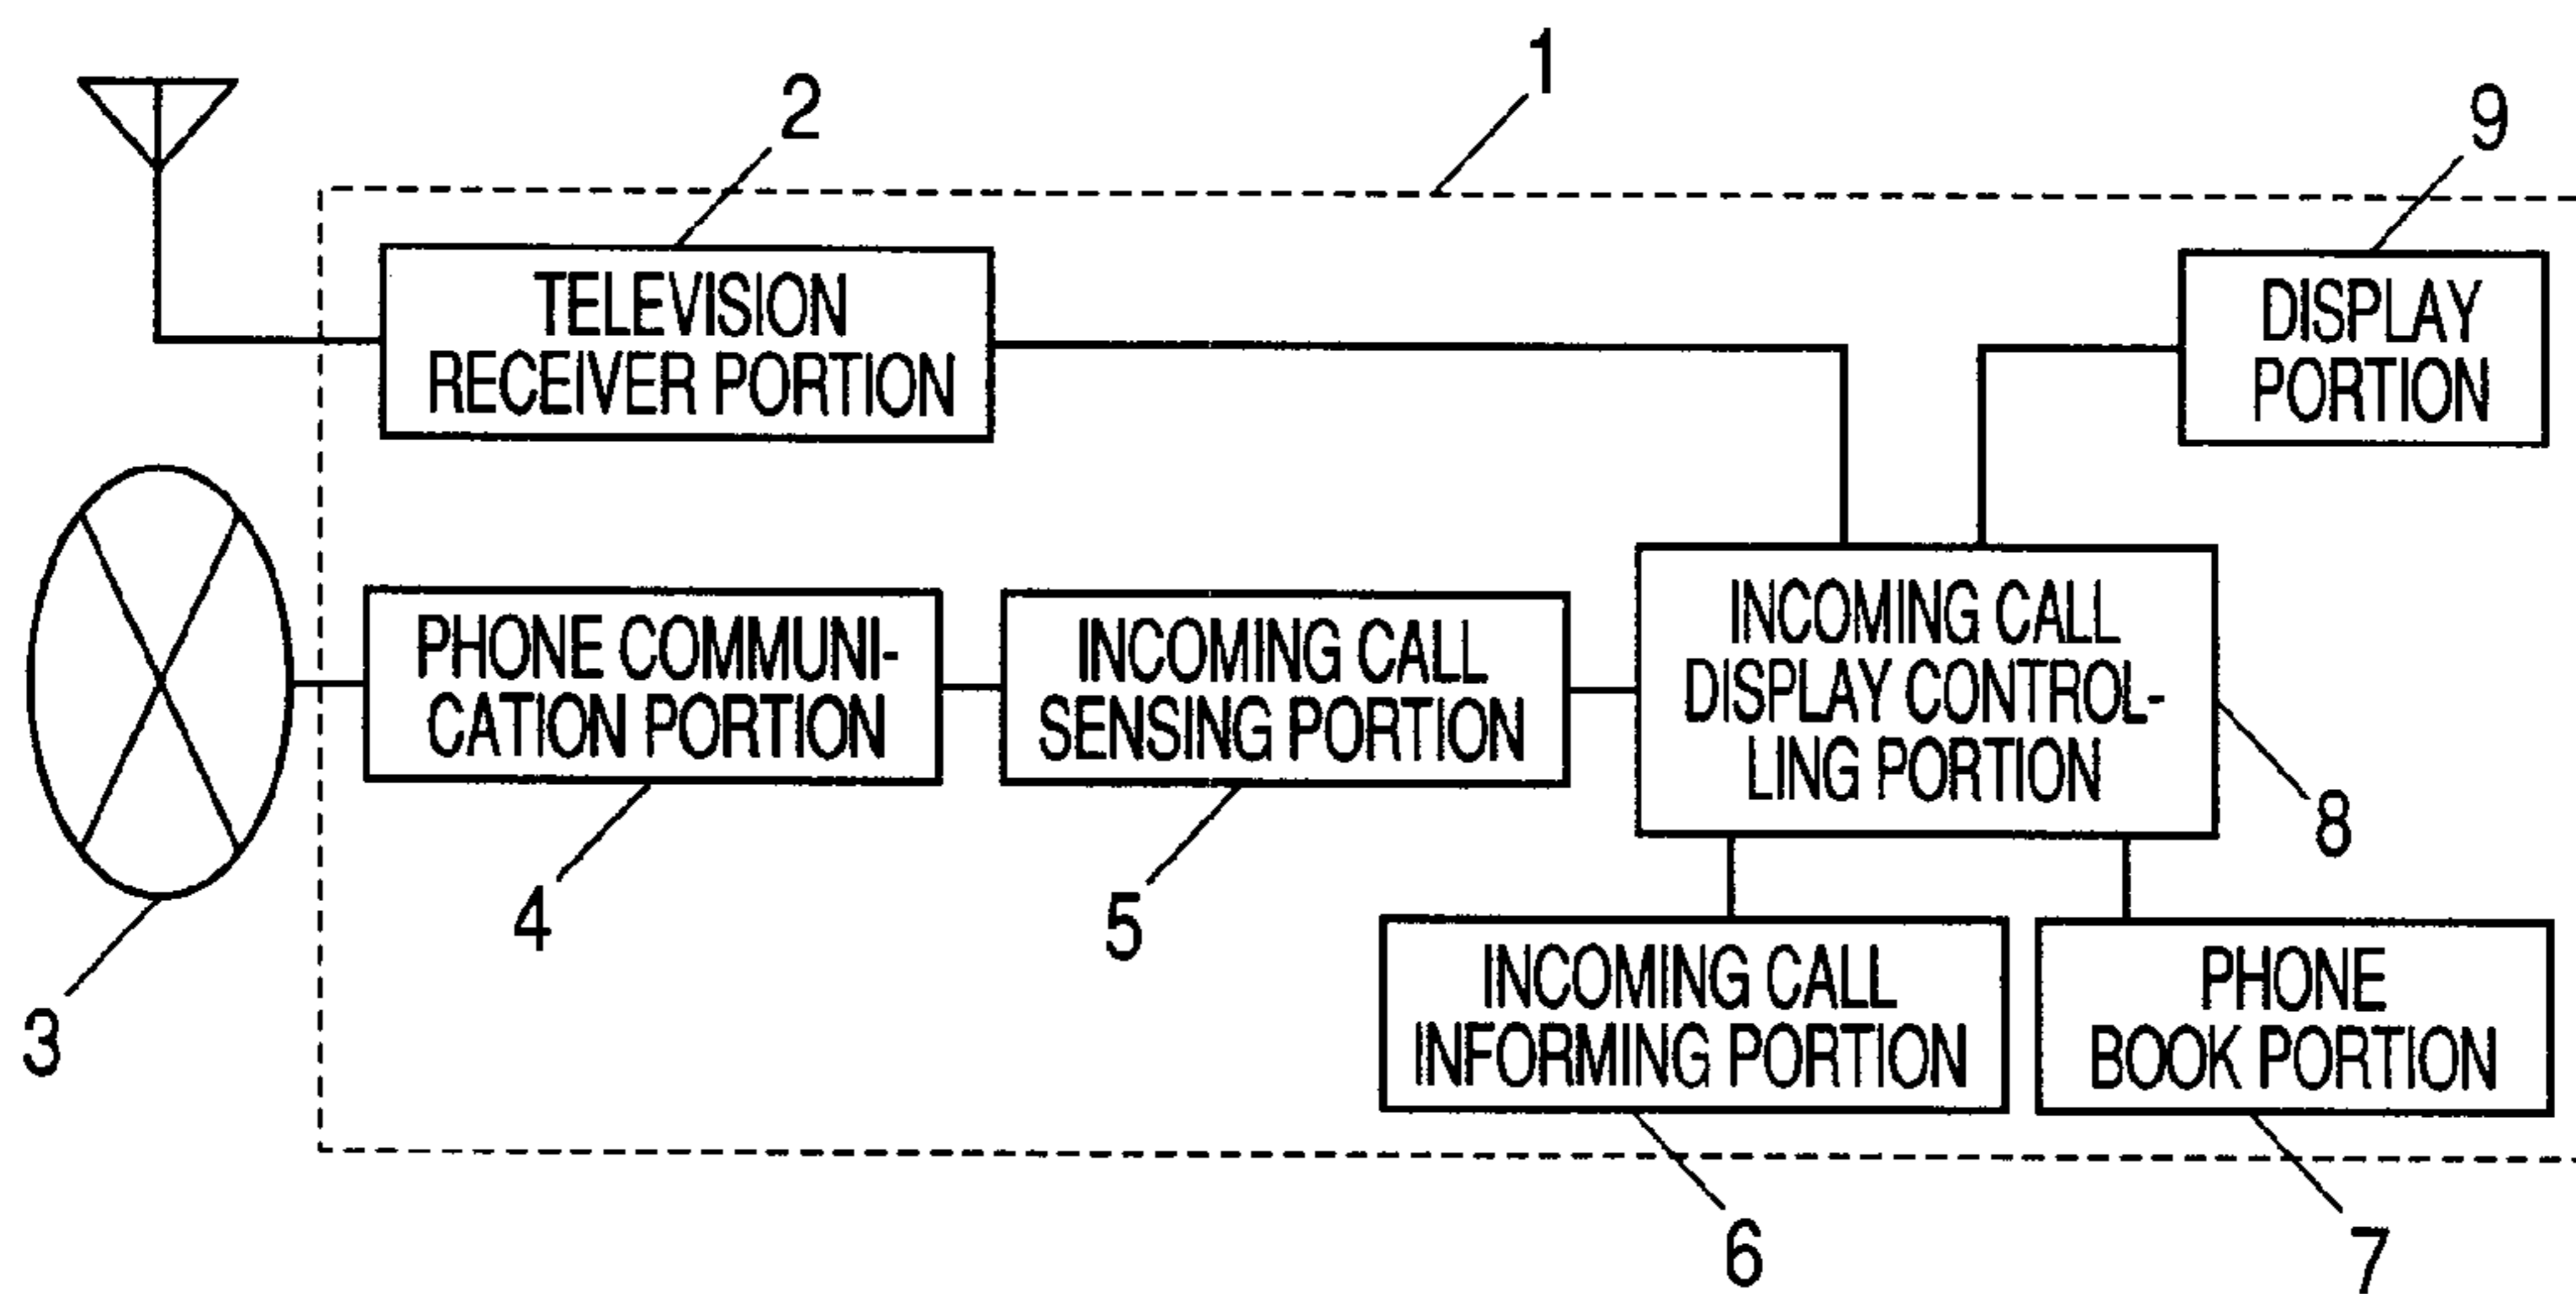 1
2
9
TELEVISION
RECEIVER PORTION
DISPLAY
PORTION
PHONE COMMUNI-
CATION PORTION
INCOMING CALL
SENSING PORTION
INCOMING CALL
DISPLAY CONTROL-
LING PORTION
8
4
5
3
INCOMING CALL
INFORMING PORTION
PHONE
BOOK PORTION
6
7